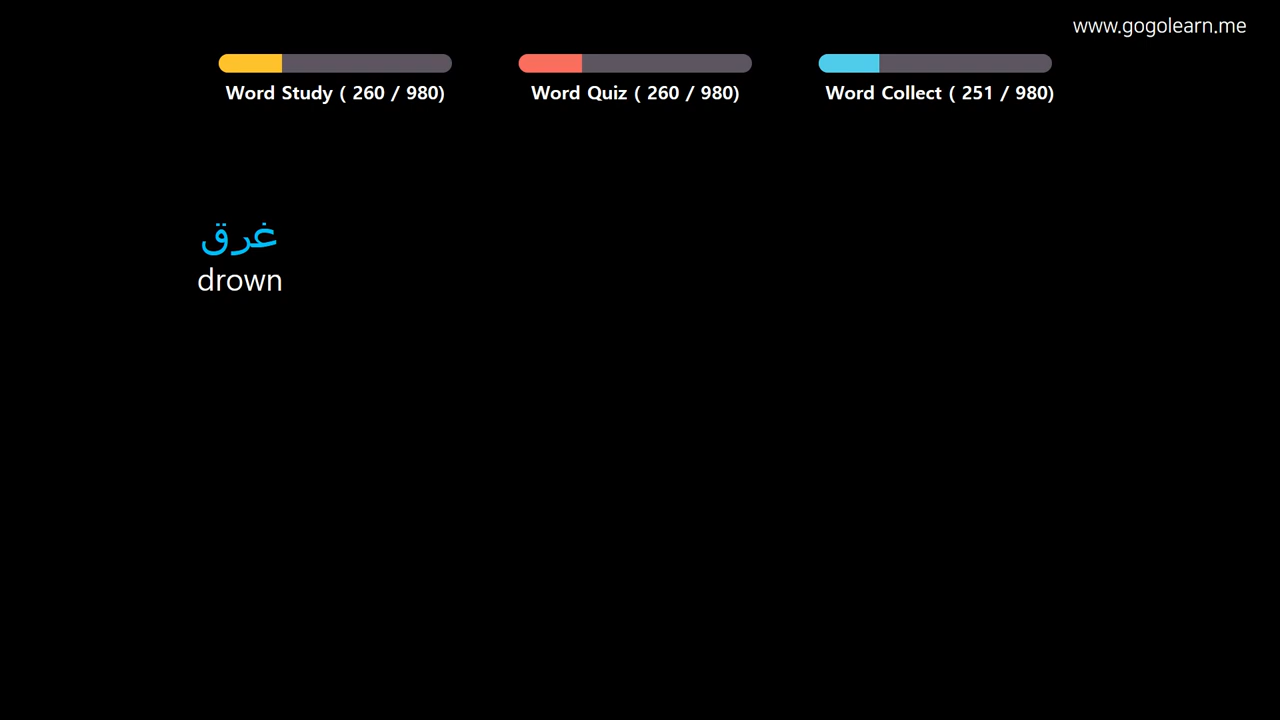 www.gogolearn.me
Word Study ( 260 / 980)
Word Quiz ( 260 / 980)
Word Collect ( 251 / 980)
غرق
drown